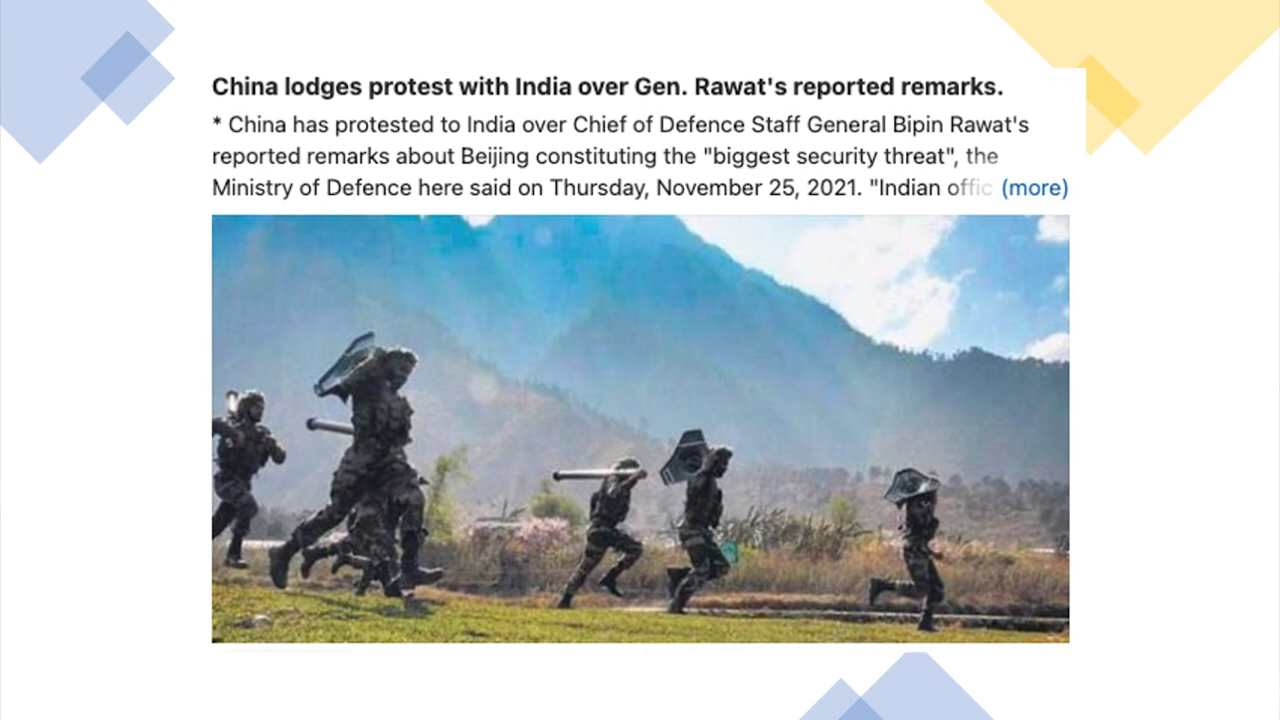 China lodges protest with India over Gen. Rawat's reported remarks.
* China has protested to India over Chief of Defence Staff General Bipin Rawat's
reported remarks about Beijing constituting the "biggest security threat", the
Ministry of Defence here said on Thursday, November 25, 2021. "Indian offic (more)